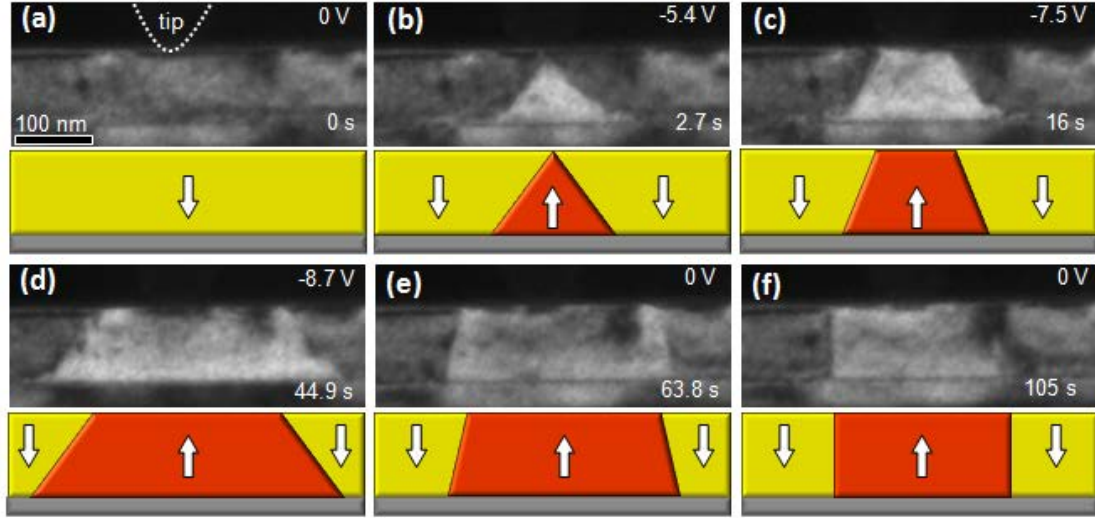 (a)
tip
0 V
0 s
100 nm
(b)
-5.4 V
2.7 s
(c)
-7.5 V
16 s
(d)
-8.7 V
44.9 s
(e)
0 V
63.8 s
(f)
0 V
105 s